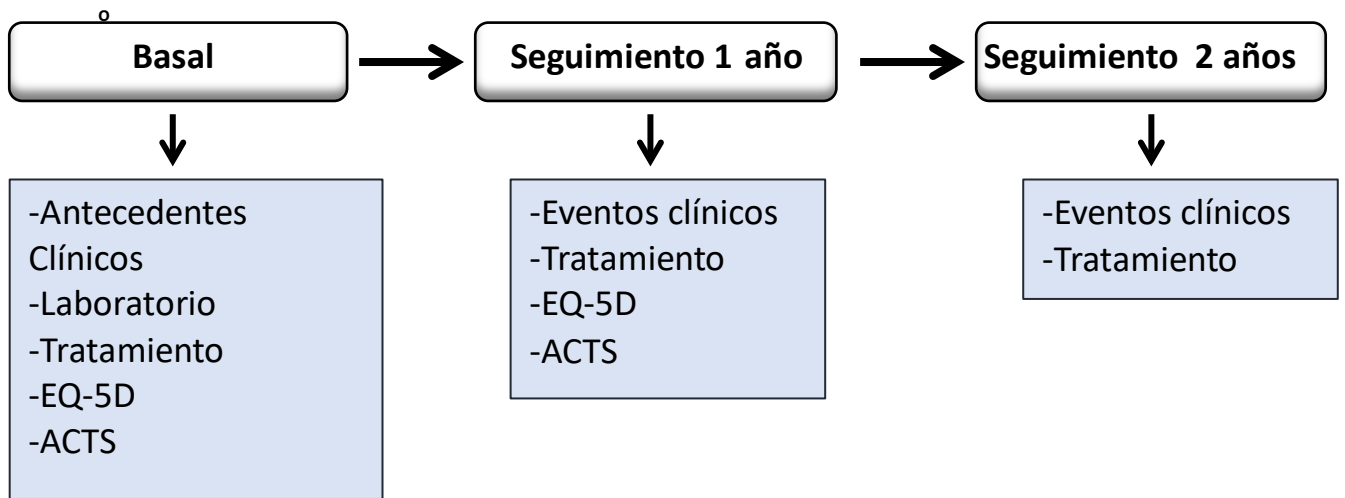 o
Basal
Seguimiento 1 año
Seguimiento 2 años
-Antecedentes
Clínicos
-Laboratorio
-Tratamiento
-EQ-5D
-ACTS
-Eventos clínicos
-Tratamiento
-EQ-5D
-ACTS
-Eventos clínicos
-Tratamiento